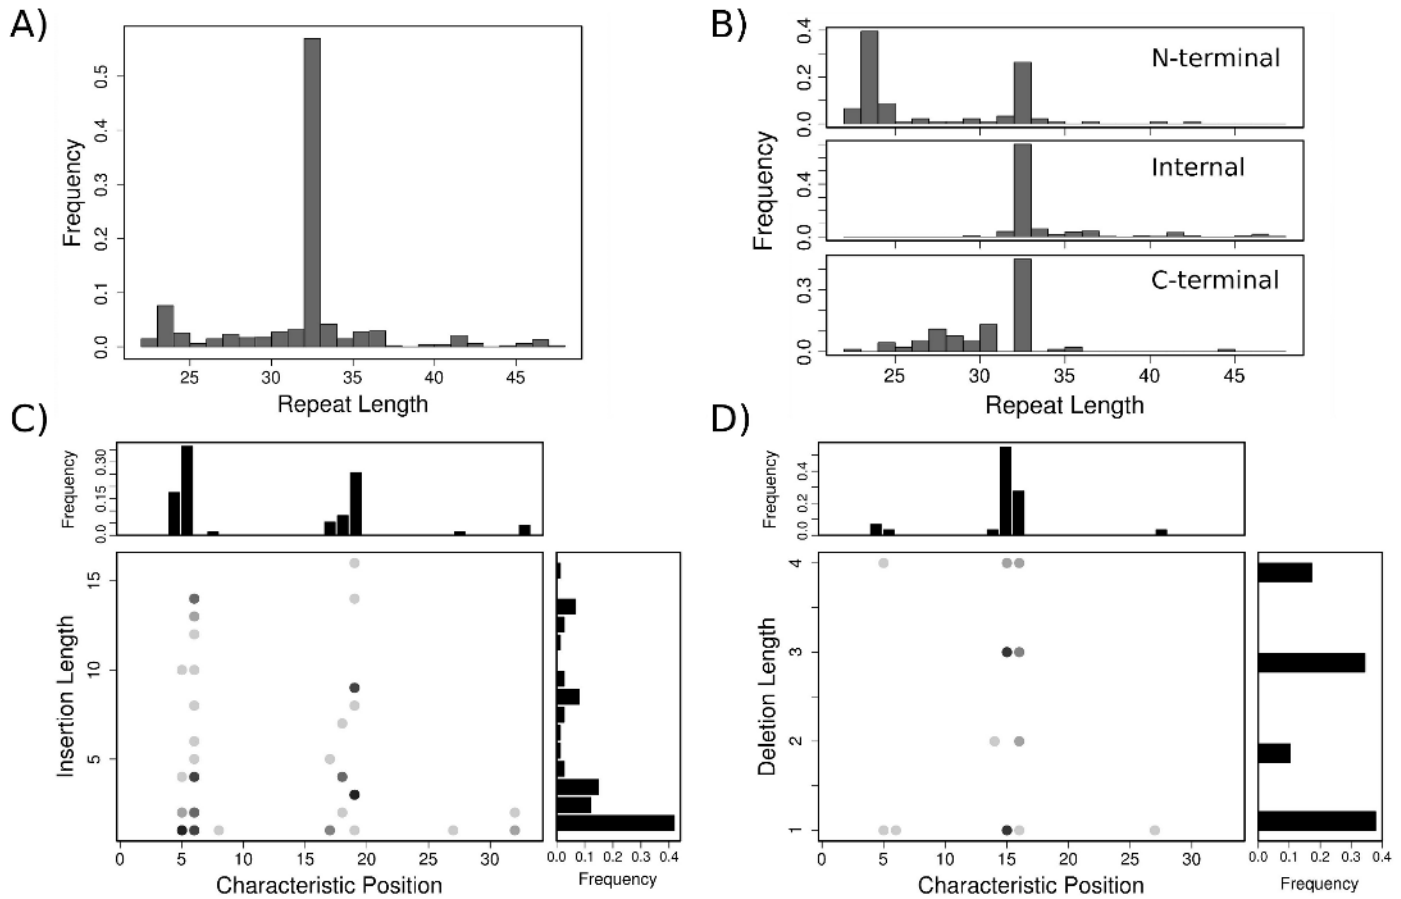 A)
Frequency
0.0 0.1 0.2 0.3 0.4 0.5
25 30 35 40 45
Repeat Length
B)
N-terminal
0.0 0.2 0.4
Internal
0.0 0.4
C-terminal
0.0 0.3
Frequency
25 30 35 40 45
Repeat Length
C)
Frequency
0.0 0.15 0.30
Insertion Length
5 10 15
0 5 10 15 20 25 30
Characteristic Position
0.0 0.1 0.2 0.3 0.4
Frequency
D)
Frequency
0.0 0.2 0.4
Deletion Length
1 2 3 4
0 5 10 15 20 25 30
Characteristic Position
0.0 0.1 0.2 0.3 0.4
Frequency